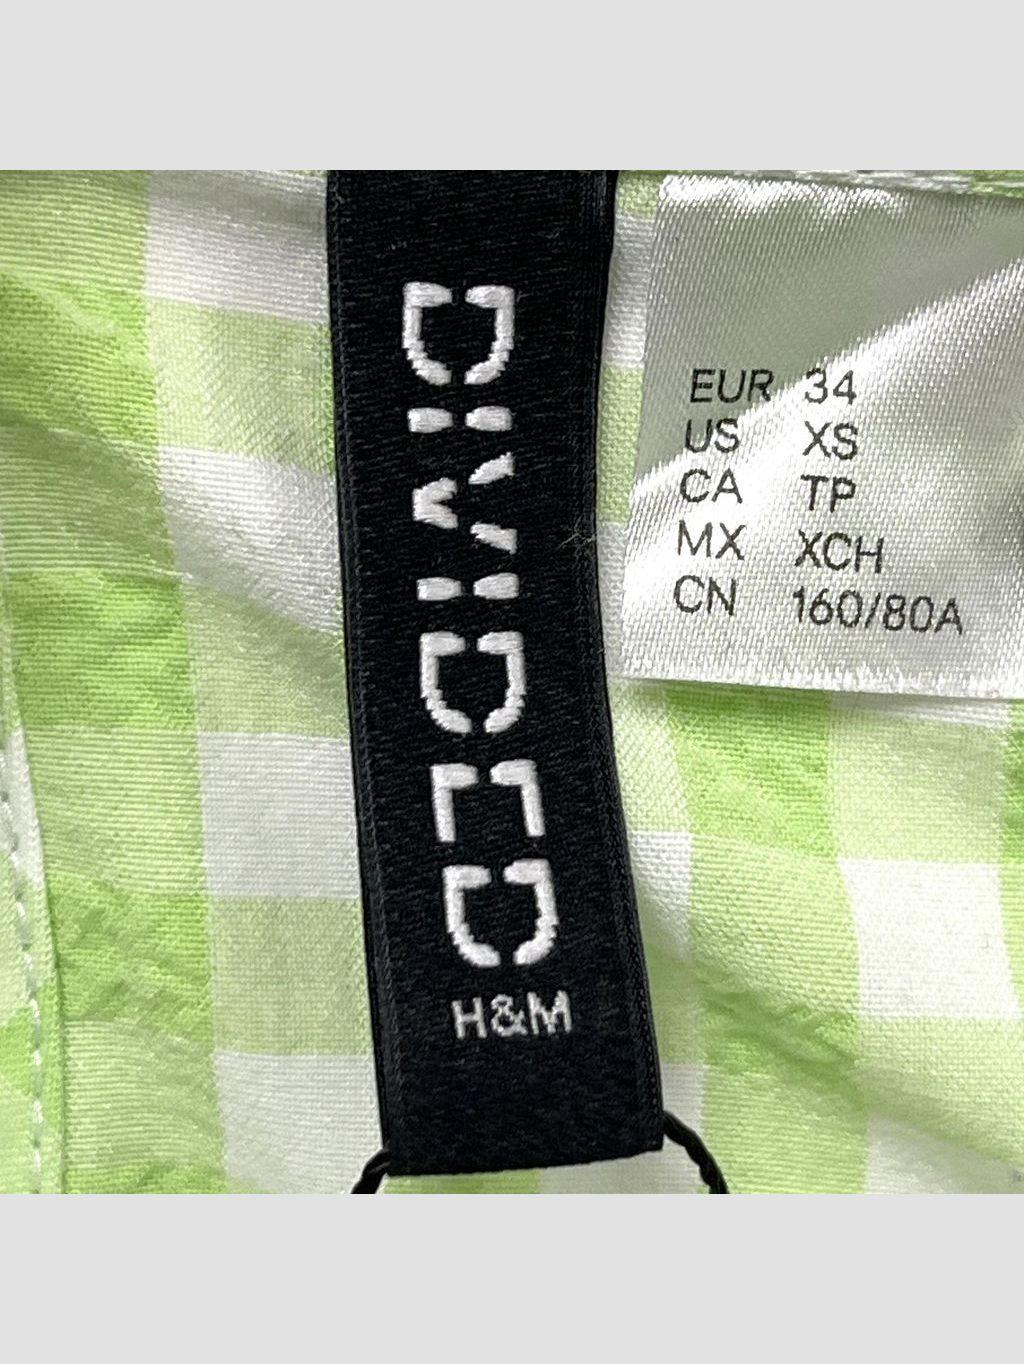 DIVIDED
H&M
EUR 34
US XS
CA TP
MX XCH
CN 160/80A